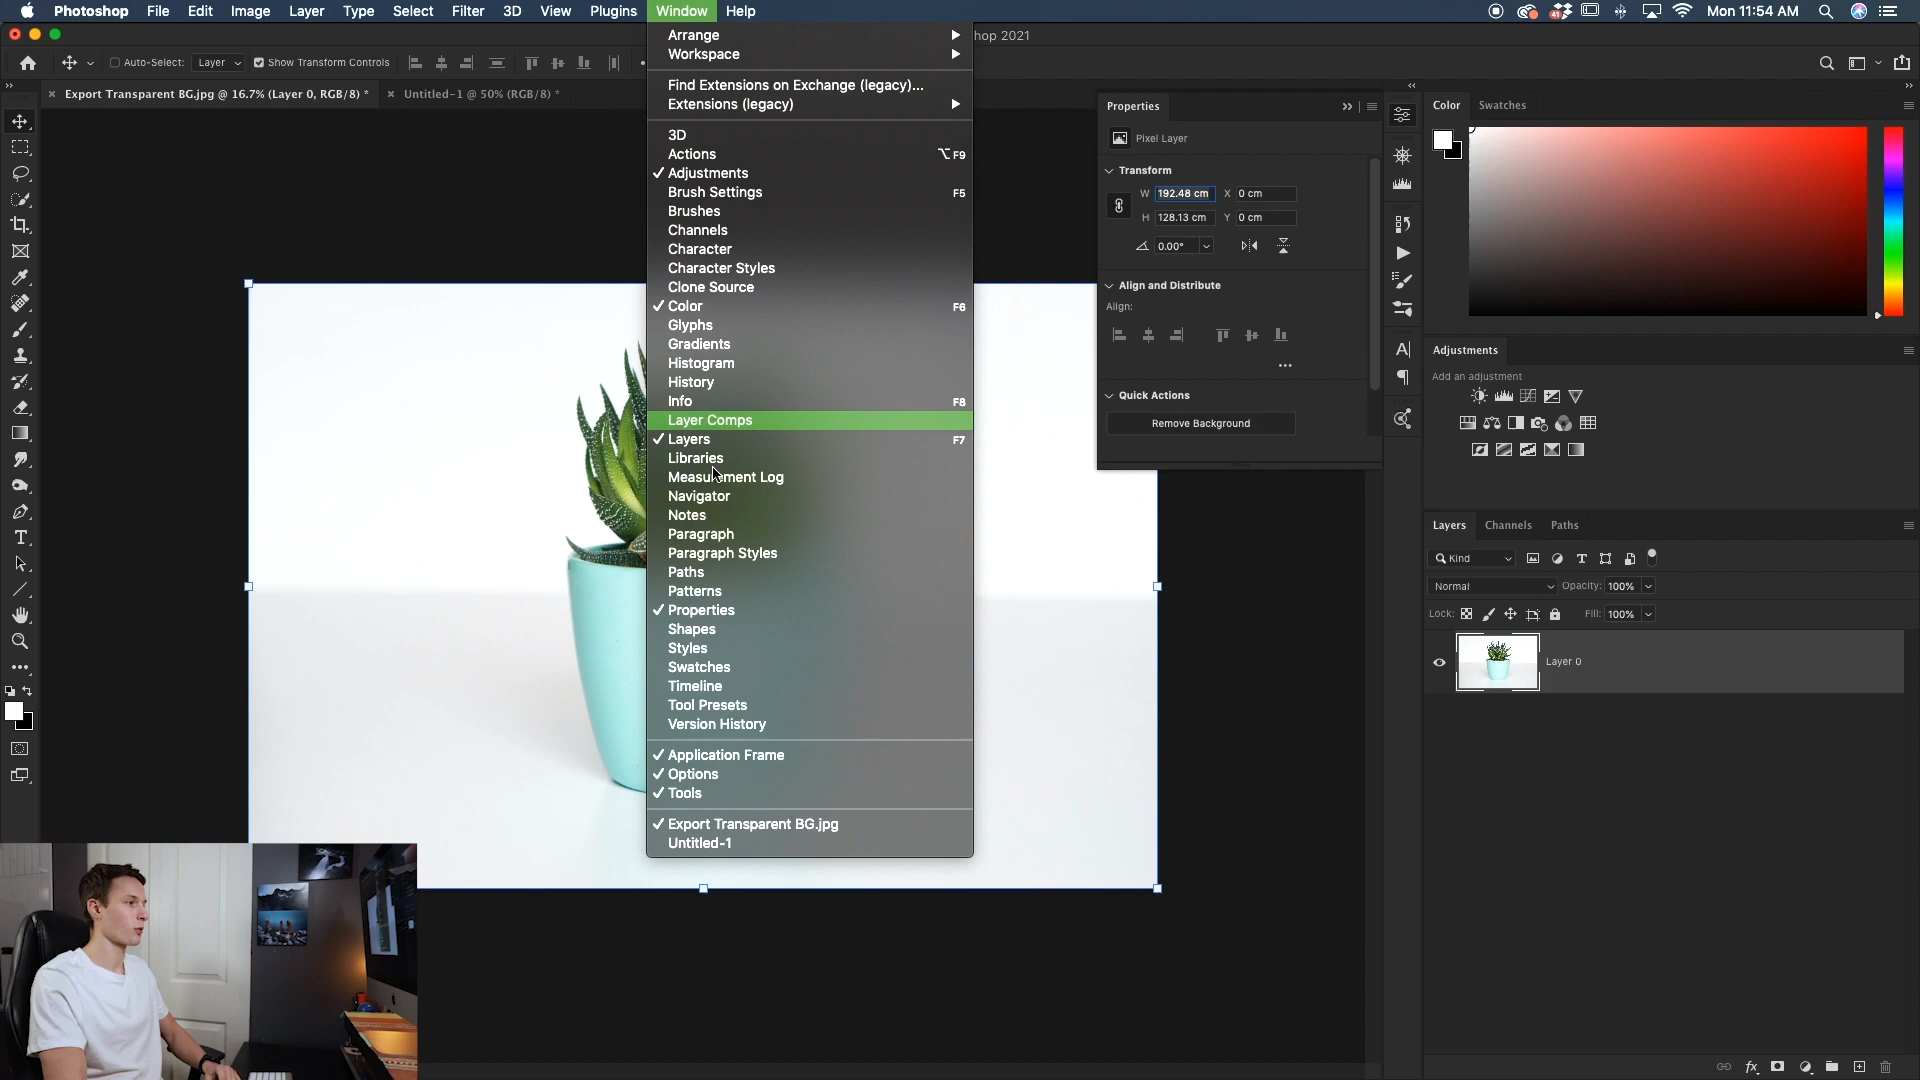 Photoshop File Edit Image Layer Type Select Filter 3D View Plugins Window Help
41
Mon 11:54 AM
hop 2021
Auto-Select: Layer Show Transform Controls
Export Transparent BG.jpg @ 16.7% (Layer 0, RGB/8) *
Untitled-1 @ 50% (RGB/8) *
Arrange
Workspace
Find Extensions on Exchange (legacy)...
Extensions (legacy)
3D
Actions ⌥F9
Adjustments
Brush Settings F5
Brushes
Channels
Character
Character Styles
Clone Source
Color F6
Glyphs
Gradients
Histogram
History
Info F8
Layer Comps
Layers F7
Libraries
Measurement Log
Navigator
Notes
Paragraph
Paragraph Styles
Paths
Patterns
Properties
Shapes
Styles
Swatches
Timeline
Tool Presets
Version History
Application Frame
Options
Tools
Export Transparent BG.jpg
Untitled-1
Properties
Pixel Layer
Transform
W 192.48 cm X 0 cm
H 128.13 cm Y 0 cm
0.00°
Align and Distribute
Align:
Quick Actions
Remove Background
Color Swatches
Adjustments
Add an adjustment
Layers Channels Paths
Kind
Normal Opacity: 100%
Lock: Fill: 100%
Layer 0